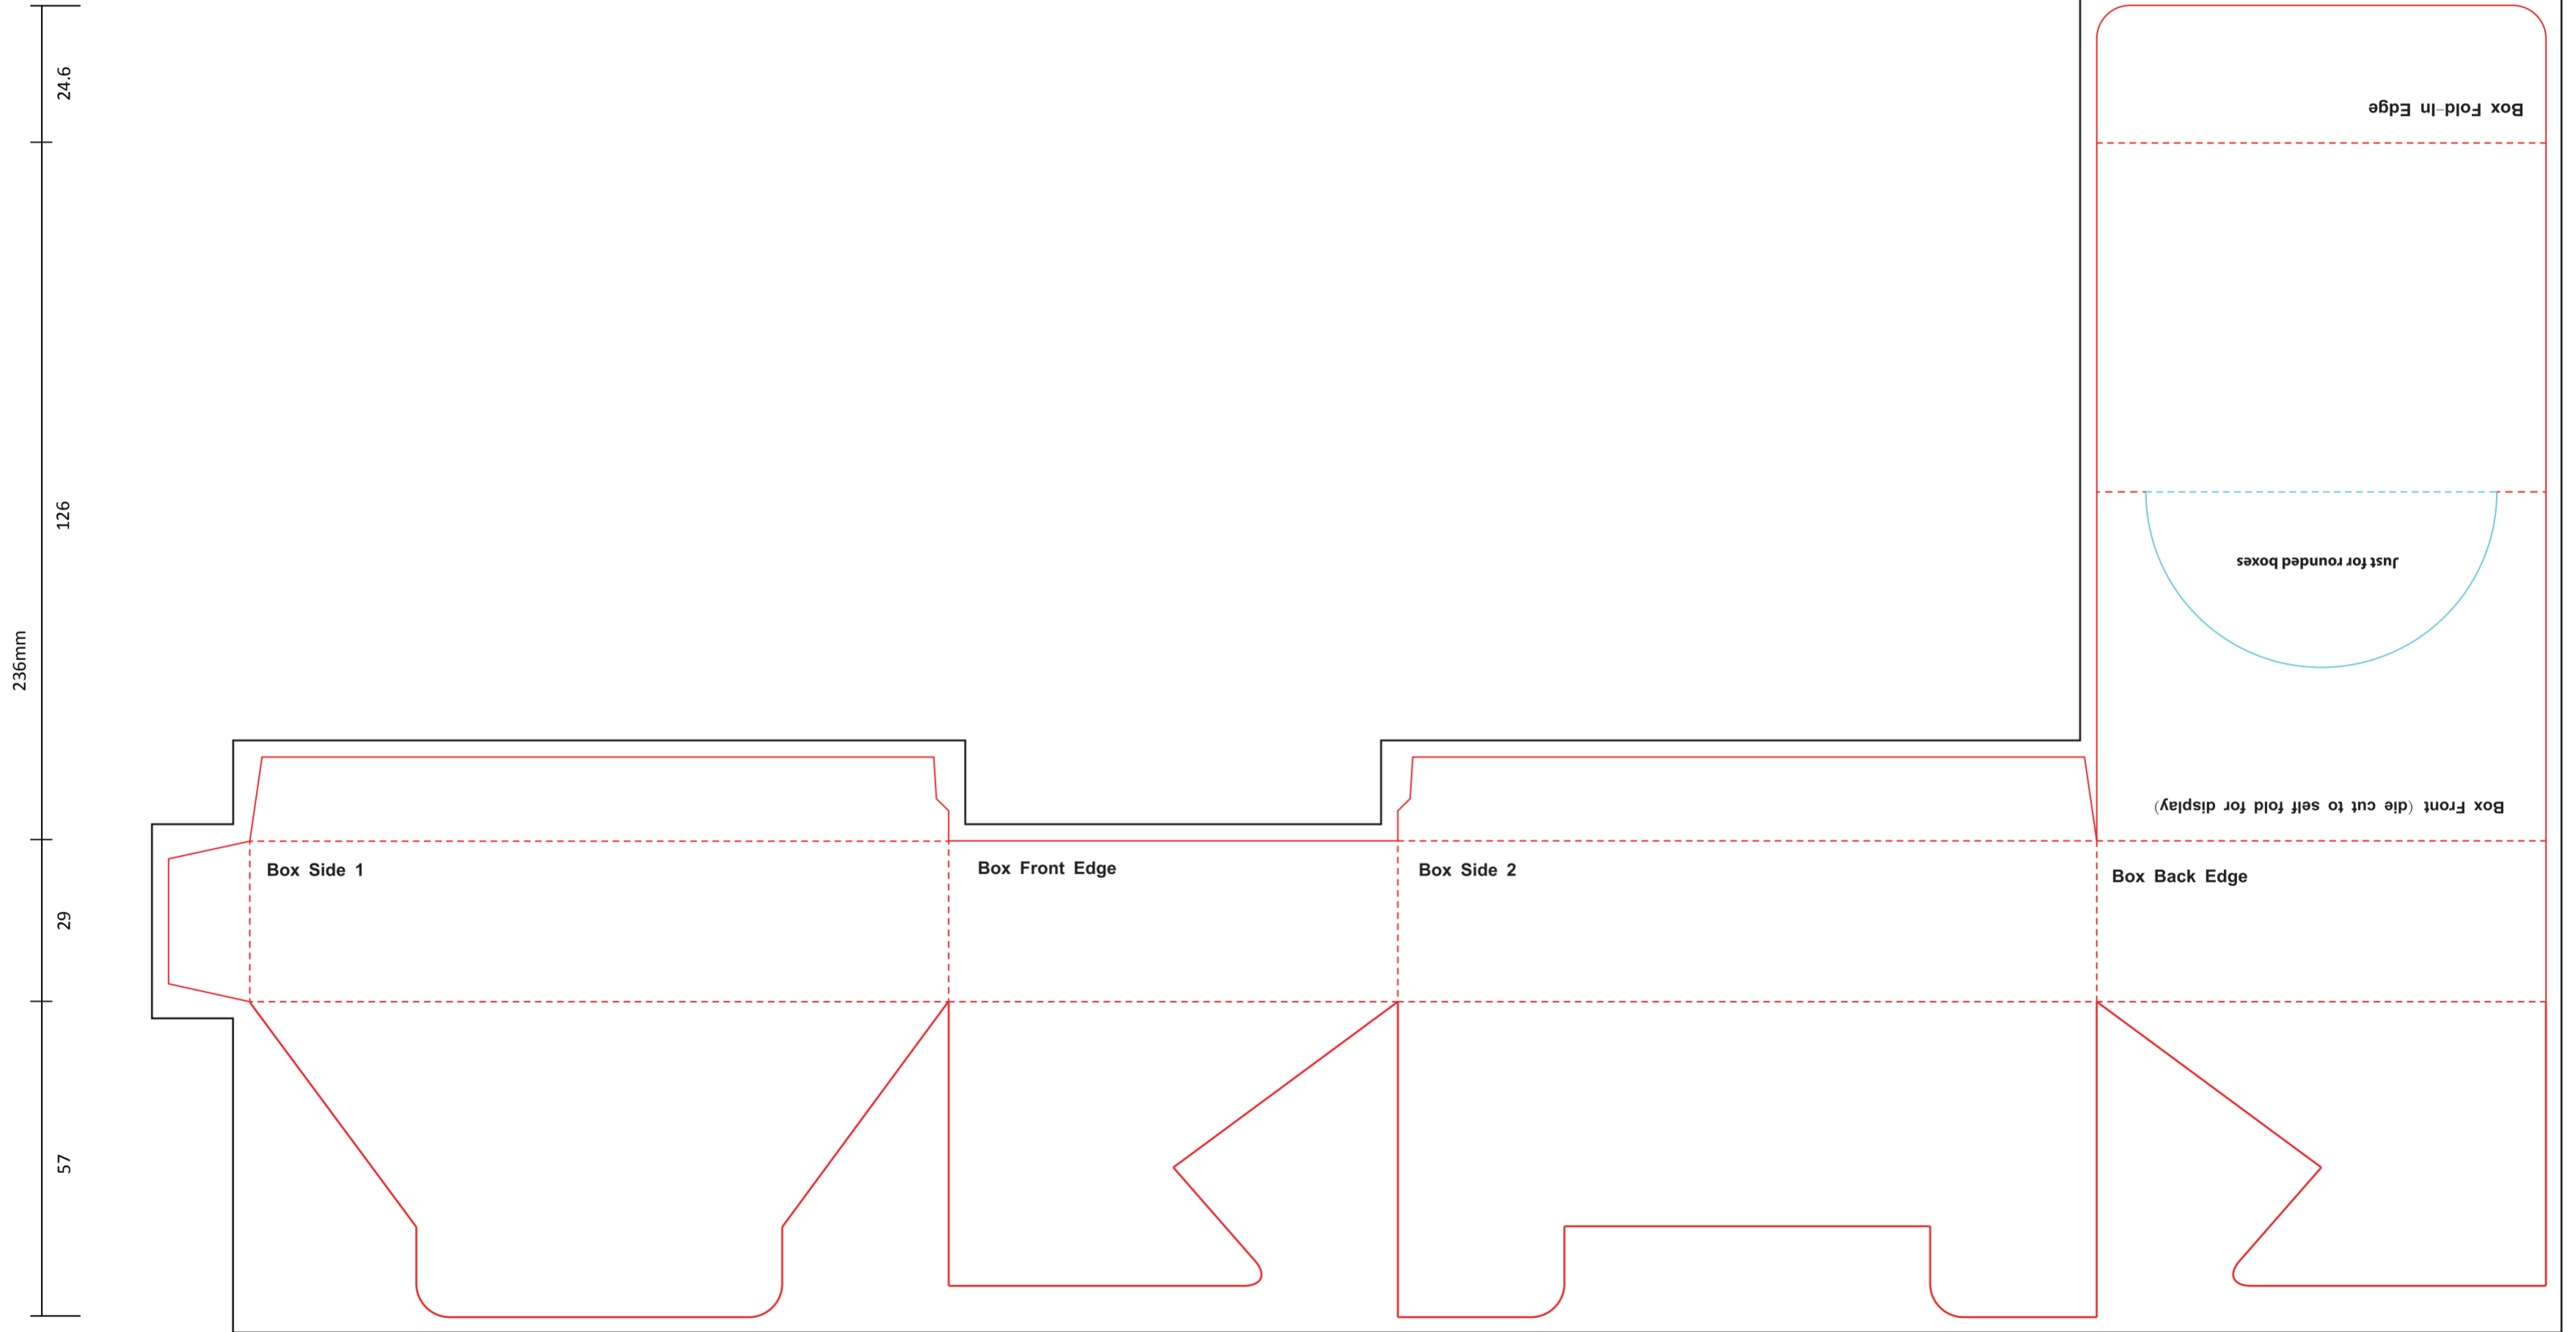 24.6
126
236mm
29
57
Box Fold-In Edge
Just for rounded boxes
Box Front (die cut to self fold for display)
Box Side 1
Box Front Edge
Box Side 2
Box Back Edge